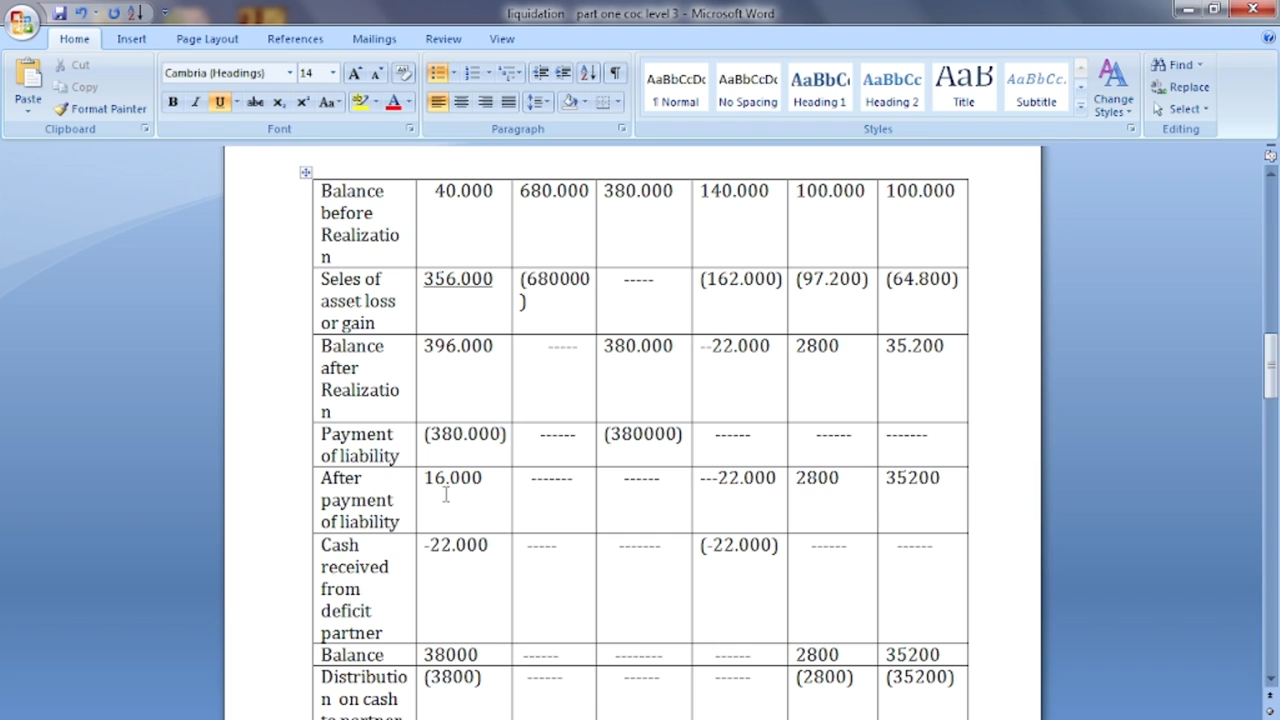 liquidation part one coc level 3 - Microsoft Word
Home Insert Page Layout References Mailings Review View
Cut
Copy
Format Painter
Paste
Clipboard
Cambria (Headings) 14
Font
Paragraph
AaBbCcDc AaBbCcDc AaBbC AaBbCc AaB AaBbCc.
¶ Normal No Spacing Heading 1 Heading 2 Title Subtitle
Change
Styles
Styles
Find
Replace
Select
Editing
Balance 40.000 680.000 380.000 140.000 100.000 100.000
before
Realizatio
n
Seles of 356.000 (680000 ----- (162.000) (97.200) (64.800)
asset loss )
or gain
Balance 396.000 ----- 380.000 --22.000 2800 35.200
after
Realizatio
n
Payment (380.000) ------ (380000) ------ ------ -------
of liability
After 16.000 ------- ------ ---22.000 2800 35200
payment
of liability
Cash -22.000 ----- ------- (-22.000) ------ ------
received
from
deficit
partner
Balance 38000 ------ -------- ------ 2800 35200
Distributio (3800) ------ ------ ------ (2800) (35200)
n on cash
to partner